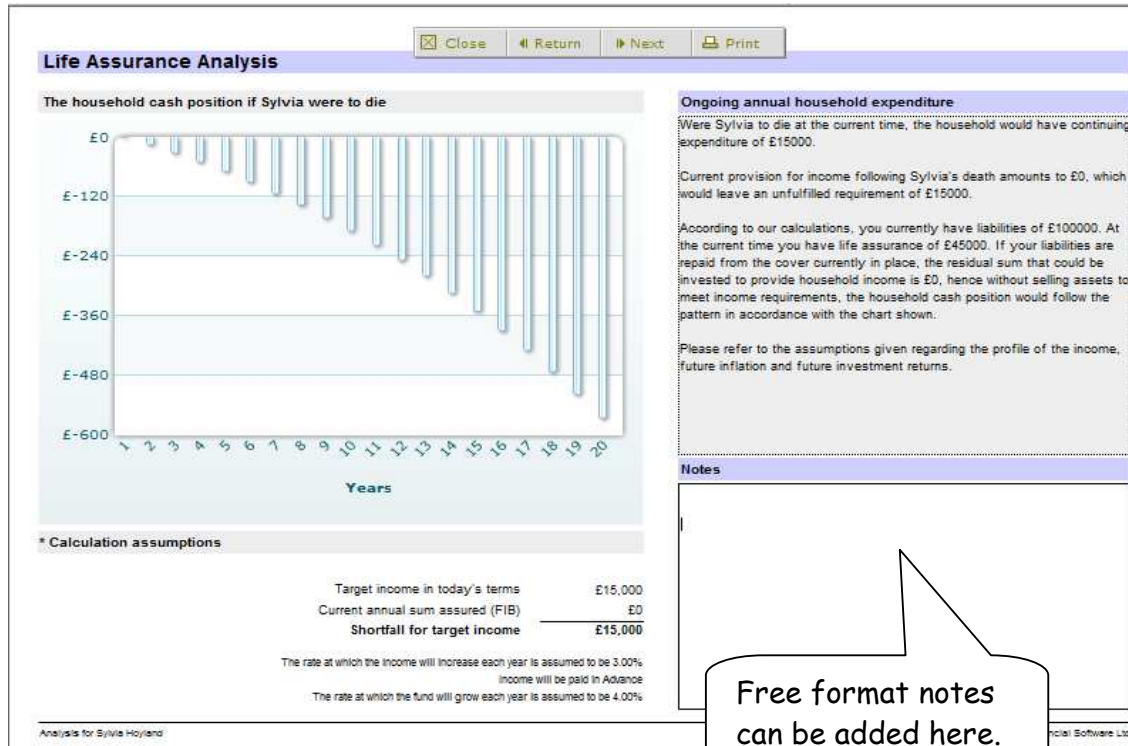 Close Return Next Print
Life Assurance Analysis
The household cash position if Sylvia were to die
£0
£-120
£-240
£-360
£-480
£-600
1 2 3 4 5 6 7 8 9 10 11 12 13 14 15 16 17 18 19 20
Years
* Calculation assumptions
Target income in today's terms £15,000
Current annual sum assured (FIB) £0
Shortfall for target income £15,000
The rate at which the income will increase each year is assumed to be 3.00%
Income will be paid in Advance
The rate at which the fund will grow each year is assumed to be 4.00%
Analysis for Sylvia Hoyland
Ongoing annual household expenditure
Were Sylvia to die at the current time, the household would have continuing
expenditure of £15000.
Current provision for income following Sylvia's death amounts to £0, which
would leave an unfulfilled requirement of £15000.
According to our calculations, you currently have liabilities of £100000. At
the current time you have life assurance of £45000. If your liabilities are
repaid from the cover currently in place, the residual sum that could be
invested to provide household income is £0, hence without selling assets to
meet income requirements, the household cash position would follow the
pattern in accordance with the chart shown.
Please refer to the assumptions given regarding the profile of the income,
future inflation and future investment returns.
Notes
Free format notes
can be added here.
Software Ltd